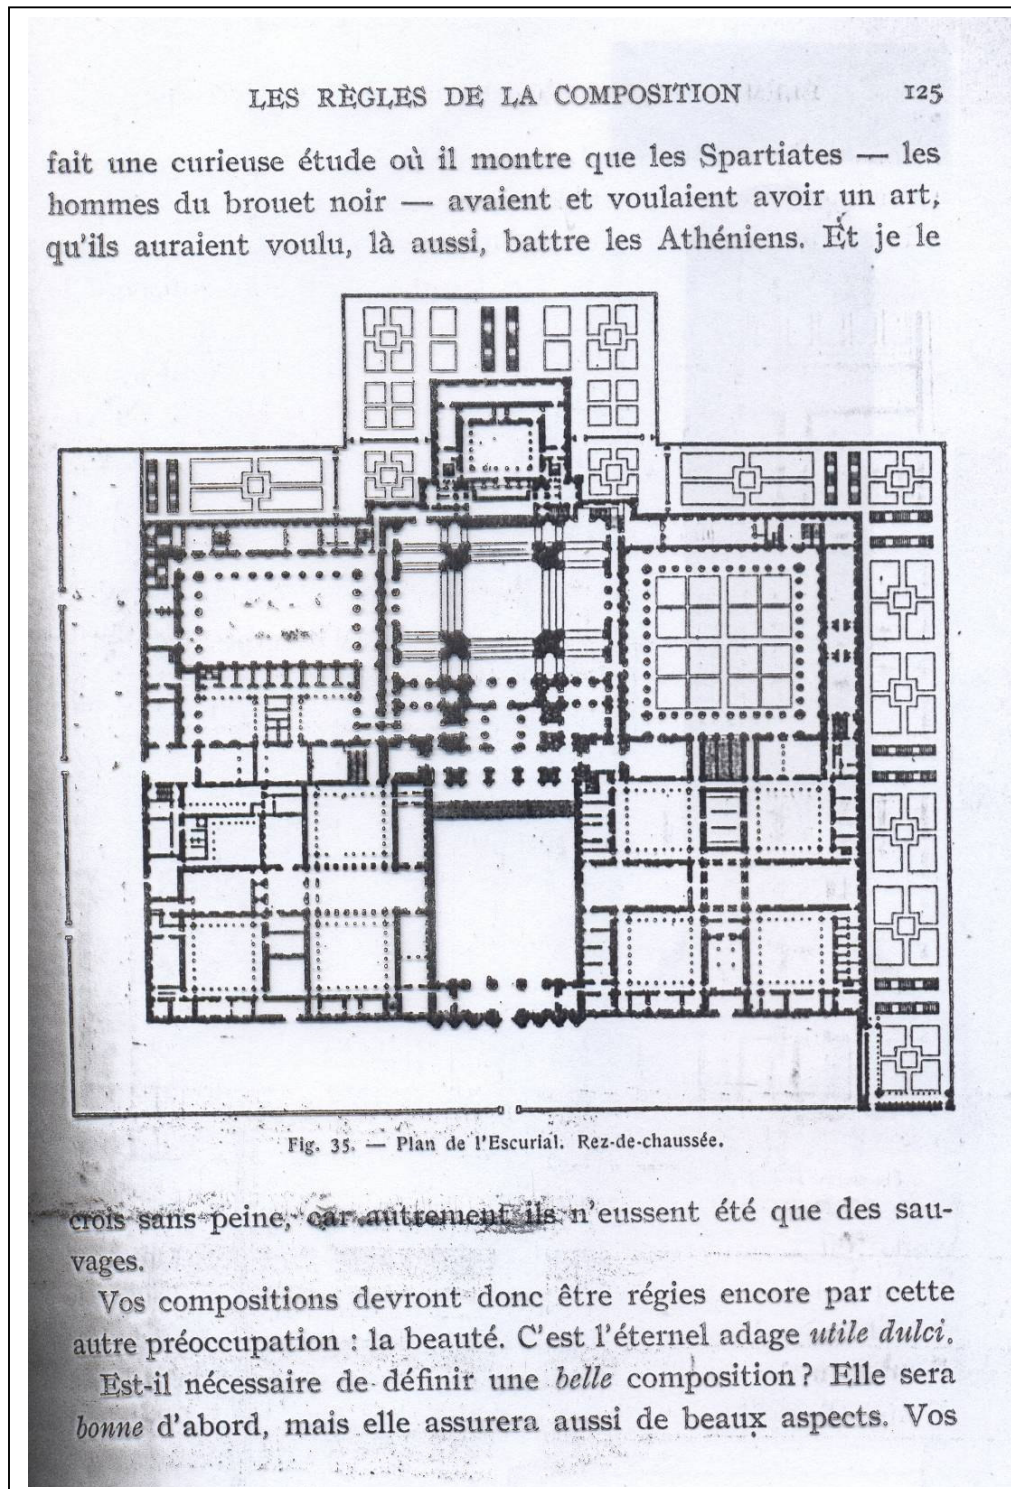 LES RÈGLES DE LA COMPOSITION 125
fait une curieuse étude où il montre que les Spartiates — les
hommes du brouet noir — avaient et voulaient avoir un art,
qu'ils auraient voulu, là aussi, battre les Athéniens. Et je le
Fig. 35. — Plan de l'Escurial. Rez-de-chaussée.
crois sans peine, car autrement ils n'eussent été que des sau-
vages.
Vos compositions devront donc être régies encore par cette
autre préoccupation : la beauté. C'est l'éternel adage utile dulci.
Est-il nécessaire de définir une belle composition ? Elle sera
bonne d'abord, mais elle assurera aussi de beaux aspects. Vos